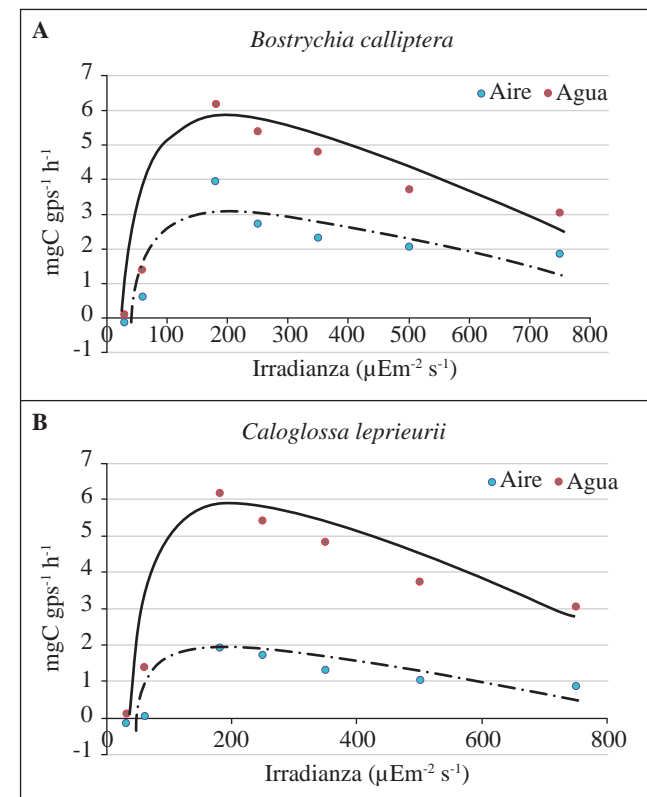 A
Bostrychia calliptera
7
Aire Agua
6
5
4
3
2
1
0
0 100 200 300 400 500 600 700 800
-1
mgC gps⁻¹ h⁻¹
Irradianza (µEm⁻² s⁻¹)
B
Caloglossa leprieurii
7
Aire Agua
6
5
4
3
2
1
0
-1
200 400 600 800
mgC gps⁻¹ h⁻¹
Irradianza (µEm⁻² s⁻¹)